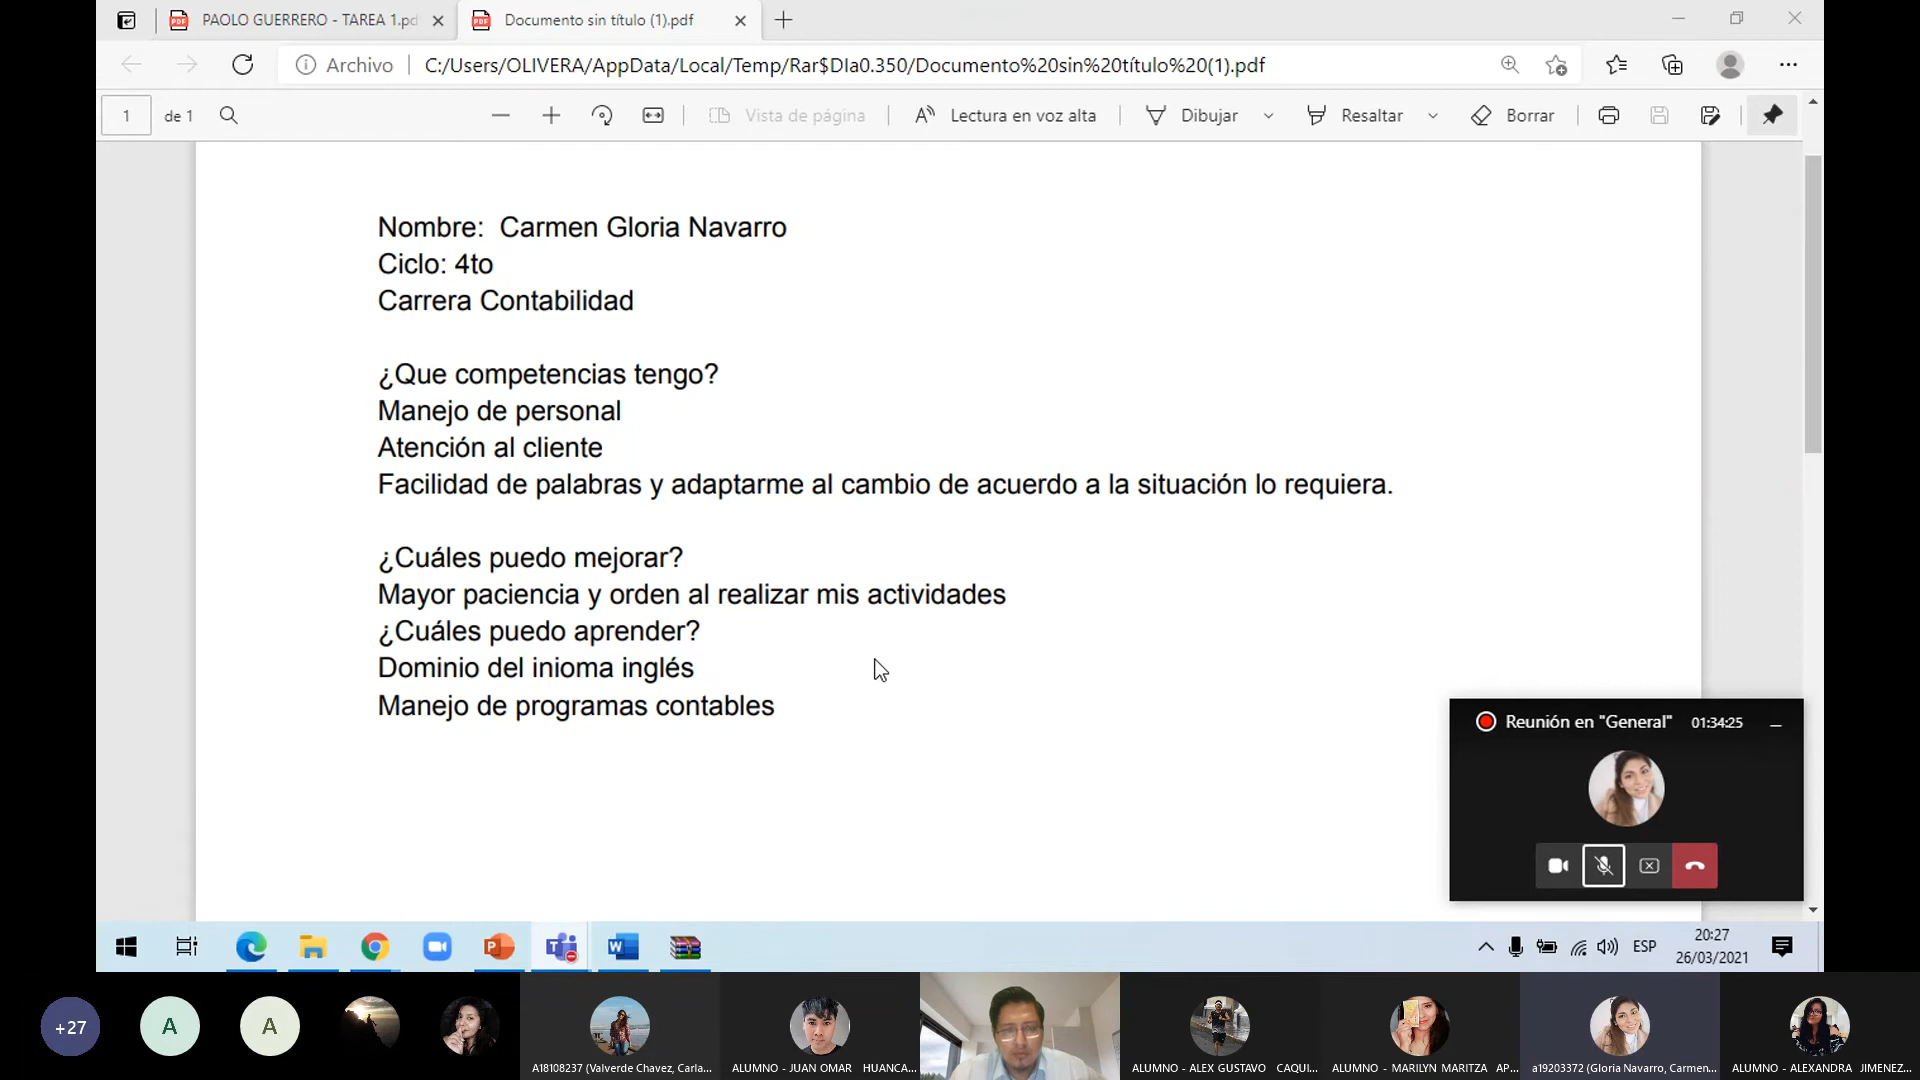 PAOLO GUERRERO - TAREA 1.pd
Documento sin título (1).pdf
Archivo
C:/Users/OLIVERA/AppData/Local/Temp/Rar$DIa0.350/Documento%20sin%20título%20(1).pdf
1 de 1
Vista de página
Lectura en voz alta
Dibujar
Resaltar
Borrar
Nombre: Carmen Gloria Navarro
Ciclo: 4to
Carrera Contabilidad
¿Que competencias tengo?
Manejo de personal
Atención al cliente
Facilidad de palabras y adaptarme al cambio de acuerdo a la situación lo requiera.
¿Cuáles puedo mejorar?
Mayor paciencia y orden al realizar mis actividades
¿Cuáles puedo aprender?
Dominio del inioma inglés
Manejo de programas contables
Reunión en "General" 01:34:25
ESP
20:27
26/03/2021
+27
A
A
A18108237 (Valverde Chavez, Carla...
ALUMNO - JUAN OMAR HUANCA...
ALUMNO - ALEX GUSTAVO CAQUI...
ALUMNO - MARILYN MARITZA AP...
a19203372 (Gloria Navarro, Carmen...
ALUMNO - ALEXANDRA JIMENEZ...